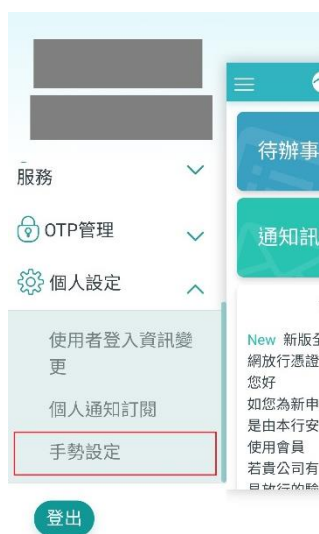 服務
OTP管理
個人設定
使用者登入資訊變
更
個人通知訂閱
手勢設定
登出
待辦事
通知訊
New 新版全
網放行憑證
您好
如您為新申
是由本行安
使用會員
若貴公司有